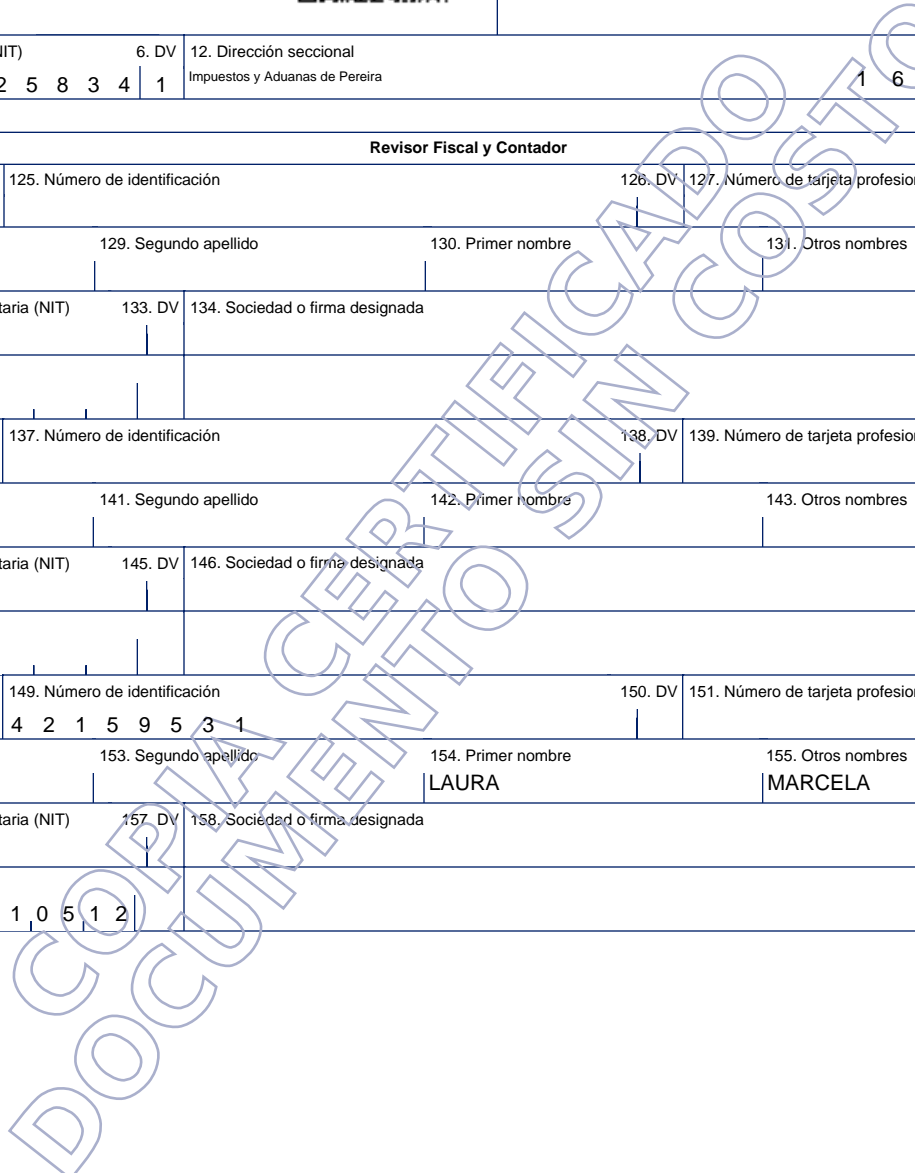 IT) 6. DV 12. Dirección seccional
2 5 8 3 4 1 Impuestos y Aduanas de Pereira 1 6
Revisor Fiscal y Contador
125. Número de identificación 126. DV 127. Número de tarjeta profesion
129. Segundo apellido 130. Primer nombre 131. Otros nombres
taria (NIT) 133. DV 134. Sociedad o firma designada
137. Número de identificación 138. DV 139. Número de tarjeta profesion
141. Segundo apellido 142. Primer nombre 143. Otros nombres
taria (NIT) 145. DV 146. Sociedad o firma designada
149. Número de identificación 150. DV 151. Número de tarjeta profesion
4 2 1 5 9 5 3 1
153. Segundo apellido 154. Primer nombre 155. Otros nombres
LAURA MARCELA
taria (NIT) 157. DV 158. Sociedad o firma designada
1 0 5 1 2
COPIA CERTIFICADO
DOCUMENTO SIN COSTO